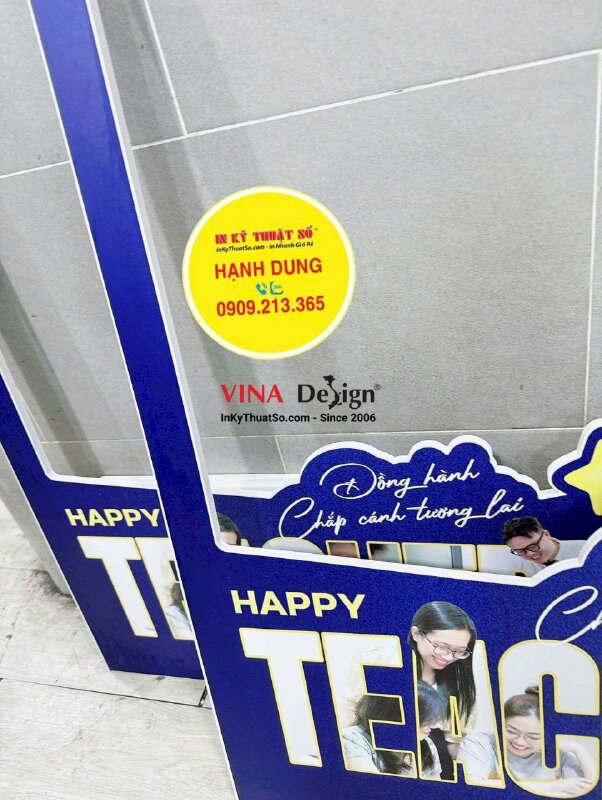 IN KỸ THUẬT SỐ™
InKyThuatSo.com - In Nhanh Giá Rẻ
HẠNH DUNG
0909.213.365
VINA Design®
InKyThuatSo.com - Since 2006
Đồng hành
Chắp cánh tương lai
HAPPY
HAPPY
TEAC